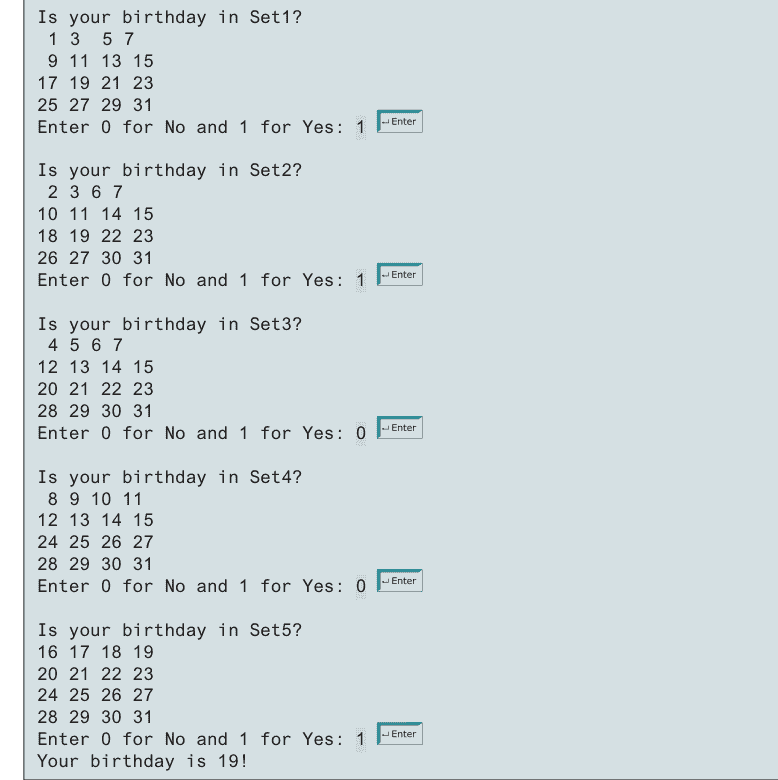 Is your birthday in Set1?
1 3 5 7
9 11 13 15
17 19 21 23
25 27 29 31
Enter 0 for No and 1 for Yes: 1 ↵Enter
Is your birthday in Set2?
2 3 6 7
10 11 14 15
18 19 22 23
26 27 30 31
Enter 0 for No and 1 for Yes: 1 ↵Enter
Is your birthday in Set3?
4 5 6 7
12 13 14 15
20 21 22 23
28 29 30 31
Enter 0 for No and 1 for Yes: 0 ↵Enter
Is your birthday in Set4?
8 9 10 11
12 13 14 15
24 25 26 27
28 29 30 31
Enter 0 for No and 1 for Yes: 0 ↵Enter
Is your birthday in Set5?
16 17 18 19
20 21 22 23
24 25 26 27
28 29 30 31
Enter 0 for No and 1 for Yes: 1 ↵Enter
Your birthday is 19!